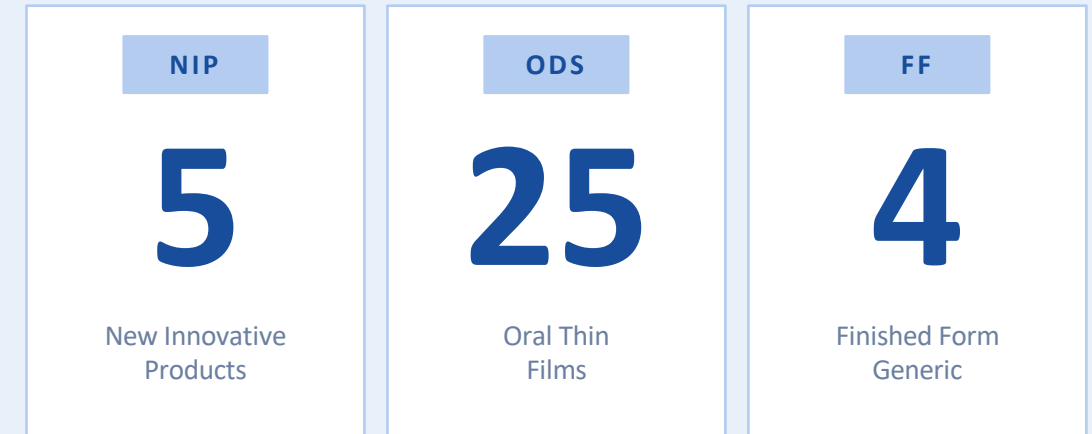 NIP
5
New Innovative
Products
ODS
25
Oral Thin
Films
FF
4
Finished Form
Generic